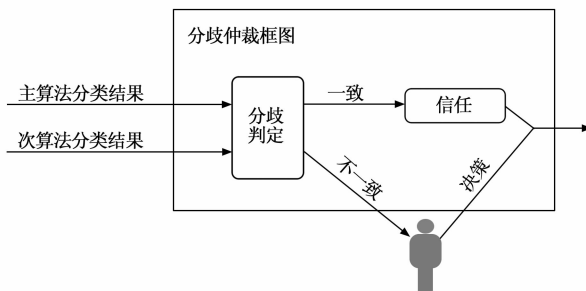 分歧仲裁框图
主算法分类结果
次算法分类结果
分歧
判定
一致
信任
不一致
决策